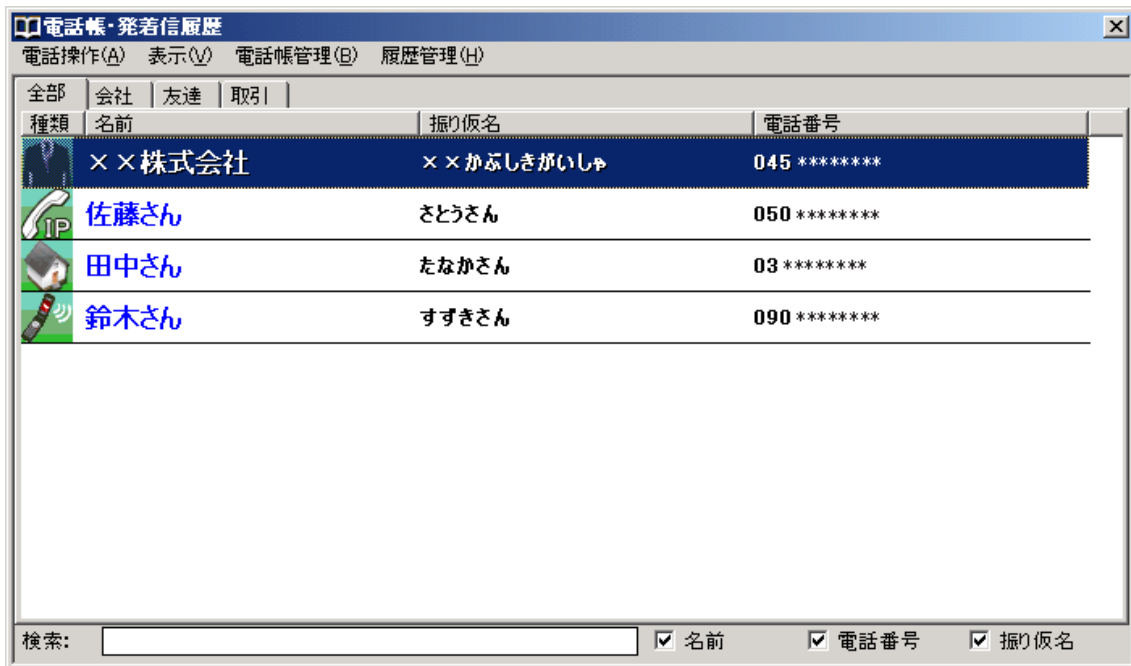 電話帳・発着信履歴
電話操作(A) 表示(V) 電話帳管理(B) 履歴管理(H)
全部 会社 友達 取引
種類 名前 振り仮名 電話番号
××株式会社 ××かぶしきがいしゃ 045********
IP 佐藤さん さとうさん 050********
田中さん たなかさん 03********
鈴木さん すずきさん 090********
検索: 名前 電話番号 振り仮名